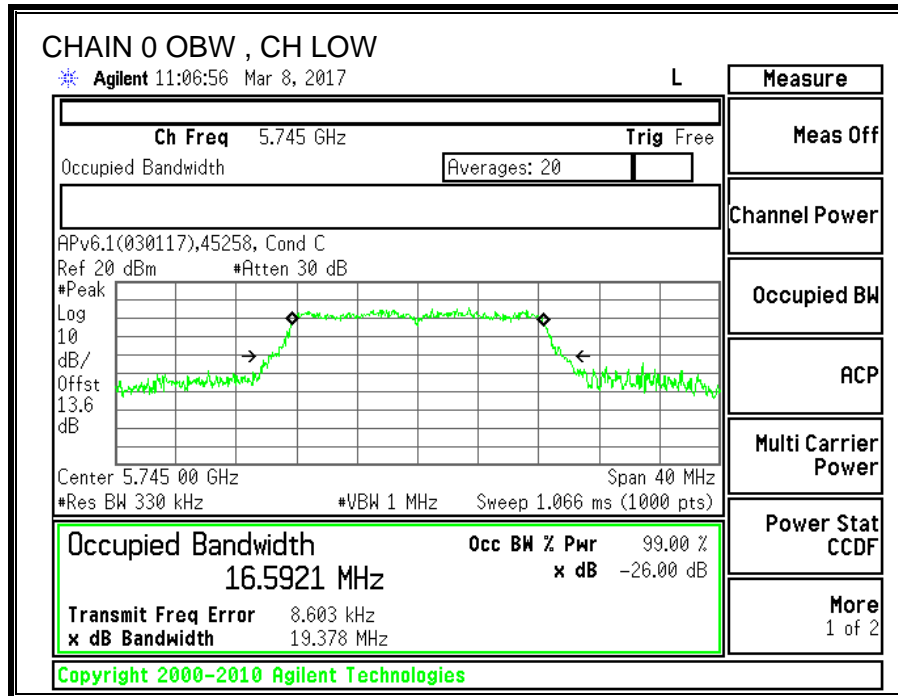 CHAIN 0 OBW , CH LOW
Agilent 11:06:56 Mar 8, 2017 L
Measure
Ch Freq 5.745 GHz Trig Free
Meas Off
Occupied Bandwidth Averages: 20
Channel Power
APv6.1(030117),45258, Cond C
Ref 20 dBm #Atten 30 dB
#Peak
Log
10
dB/
Offst
13.6
dB
Occupied BW
ACP
Center 5.745 00 GHz Span 40 MHz
#Res BW 330 kHz #VBW 1 MHz Sweep 1.066 ms (1000 pts)
Multi Carrier
Power
Occupied Bandwidth Occ BW % Pwr 99.00 %
16.5921 MHz x dB -26.00 dB
Power Stat
CCDF
Transmit Freq Error 8.603 kHz
x dB Bandwidth 19.378 MHz
More
1 of 2
Copyright 2000-2010 Agilent Technologies